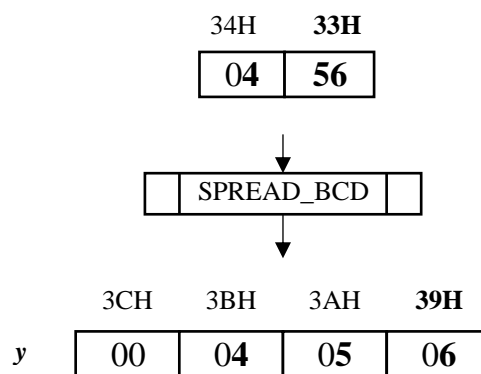 34H 33H
04 56
SPREAD_BCD
3CH 3BH 3AH 39H
y 00 04 05 06